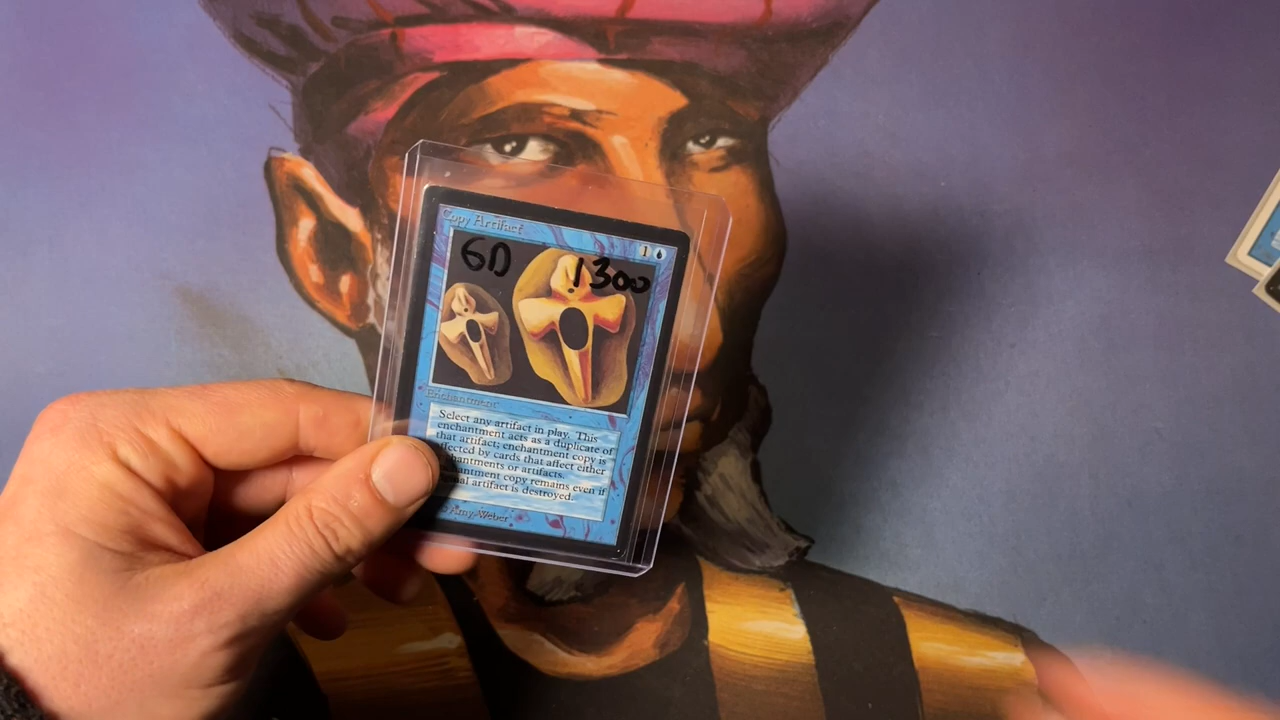 Copy Artifact
1
GD 1300
Enchantment
Select any artifact in play. This
enchantment acts as a duplicate of
that artifact; enchantment copy is
affected by cards that affect either
enchantments or artifacts.
Enchantment copy remains even if
artifact is destroyed.
Amy Weber